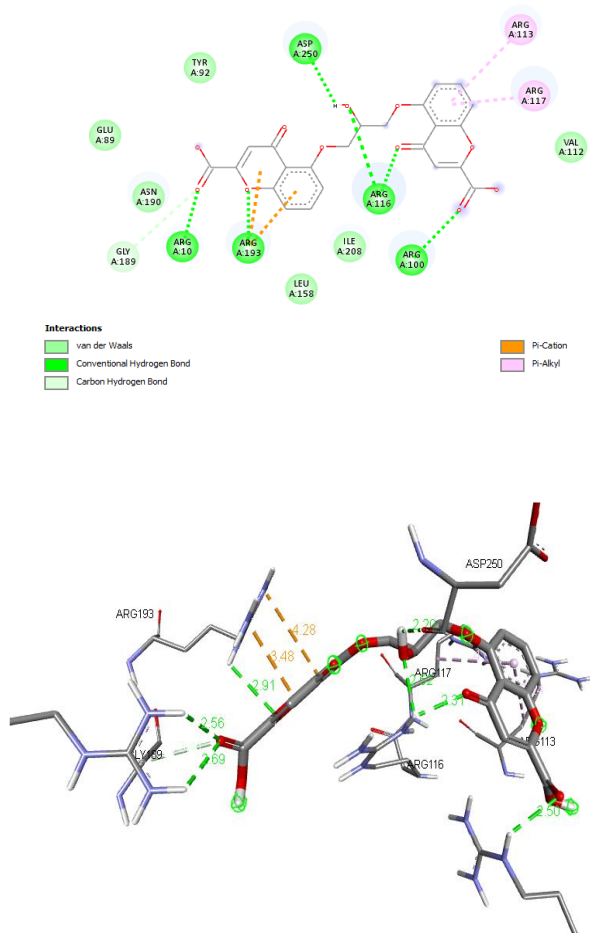 ARG
A:113
ASP
A:250
TYR
A:92
ARG
A:117
H
GLU
A:89
VAL
A:112
ASN
A:190
ARG
A:116
GLY
A:189
ARG
A:10
ARG
A:193
ILE
A:208
ARG
A:100
LEU
A:158
Interactions
van der Waals
Conventional Hydrogen Bond
Carbon Hydrogen Bond
Pi-Cation
Pi-Alkyl
ASP250
ARG193
4.28
3.48
2.91
ARG117
2.31
2.56
LY189
2.69
ARG116
2.50